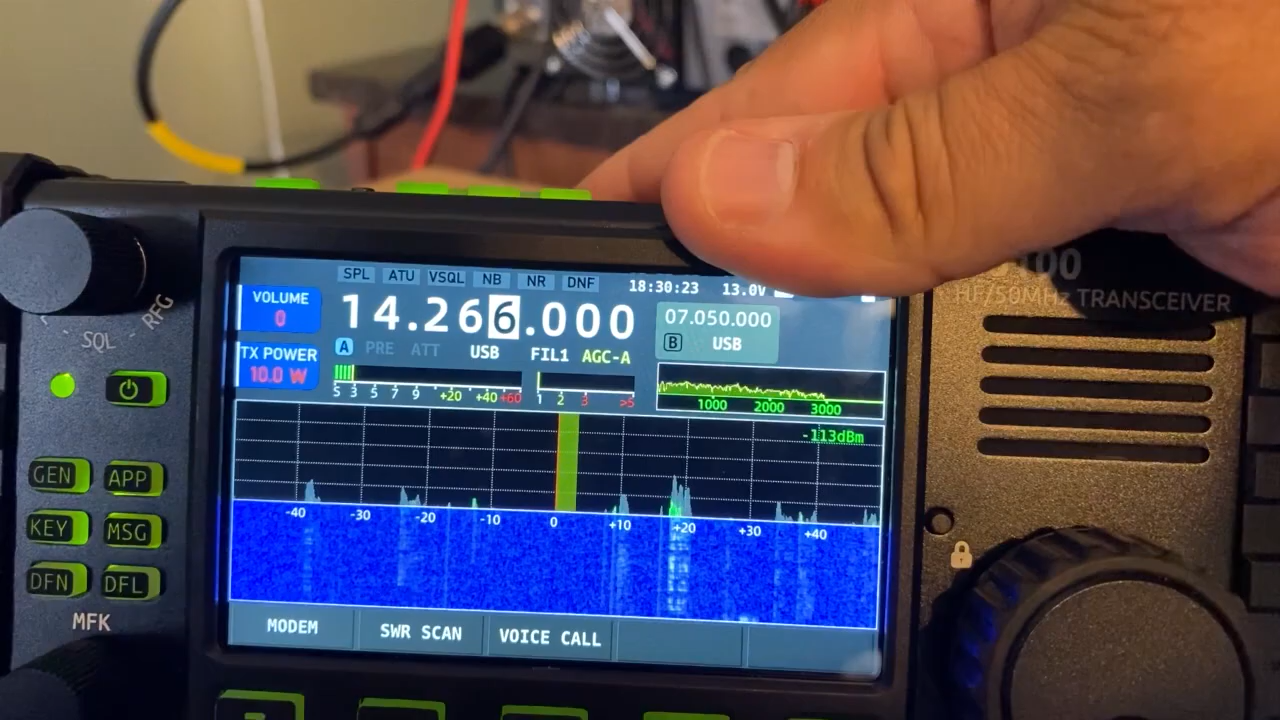 SPL ATU VSQL NB NR DNF 18:30:23 13.0V
VOLUME
0
14.266.000
07.050.000
A PRE ATT USB FIL1 AGC-A
B USB
TX POWER
10.0 W
S 3 5 7 9 +20 +40 +60
1 2 3 >5
1000 2000 3000
-113dBm
-40 -30 -20 -10 0 +10 +20 +30 +40
MODEM SWR SCAN VOICE CALL
SQL RFG
GEN APP
KEY MSG
DFN DFL
MFK
HF/50MHz TRANSCEIVER